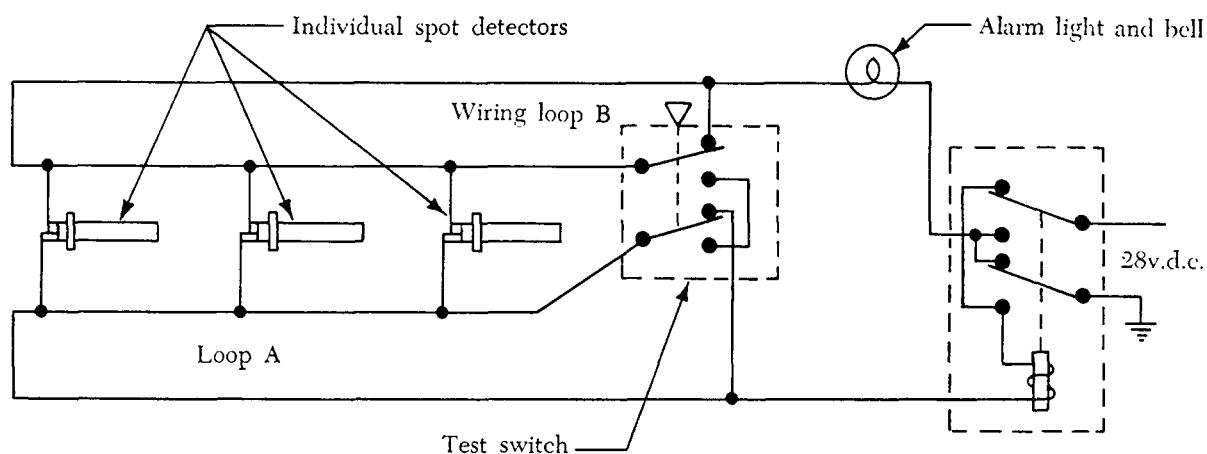 Individual spot detectors
Alarm light and bell
Wiring loop B
28v.d.c.
Loop A
Test switch